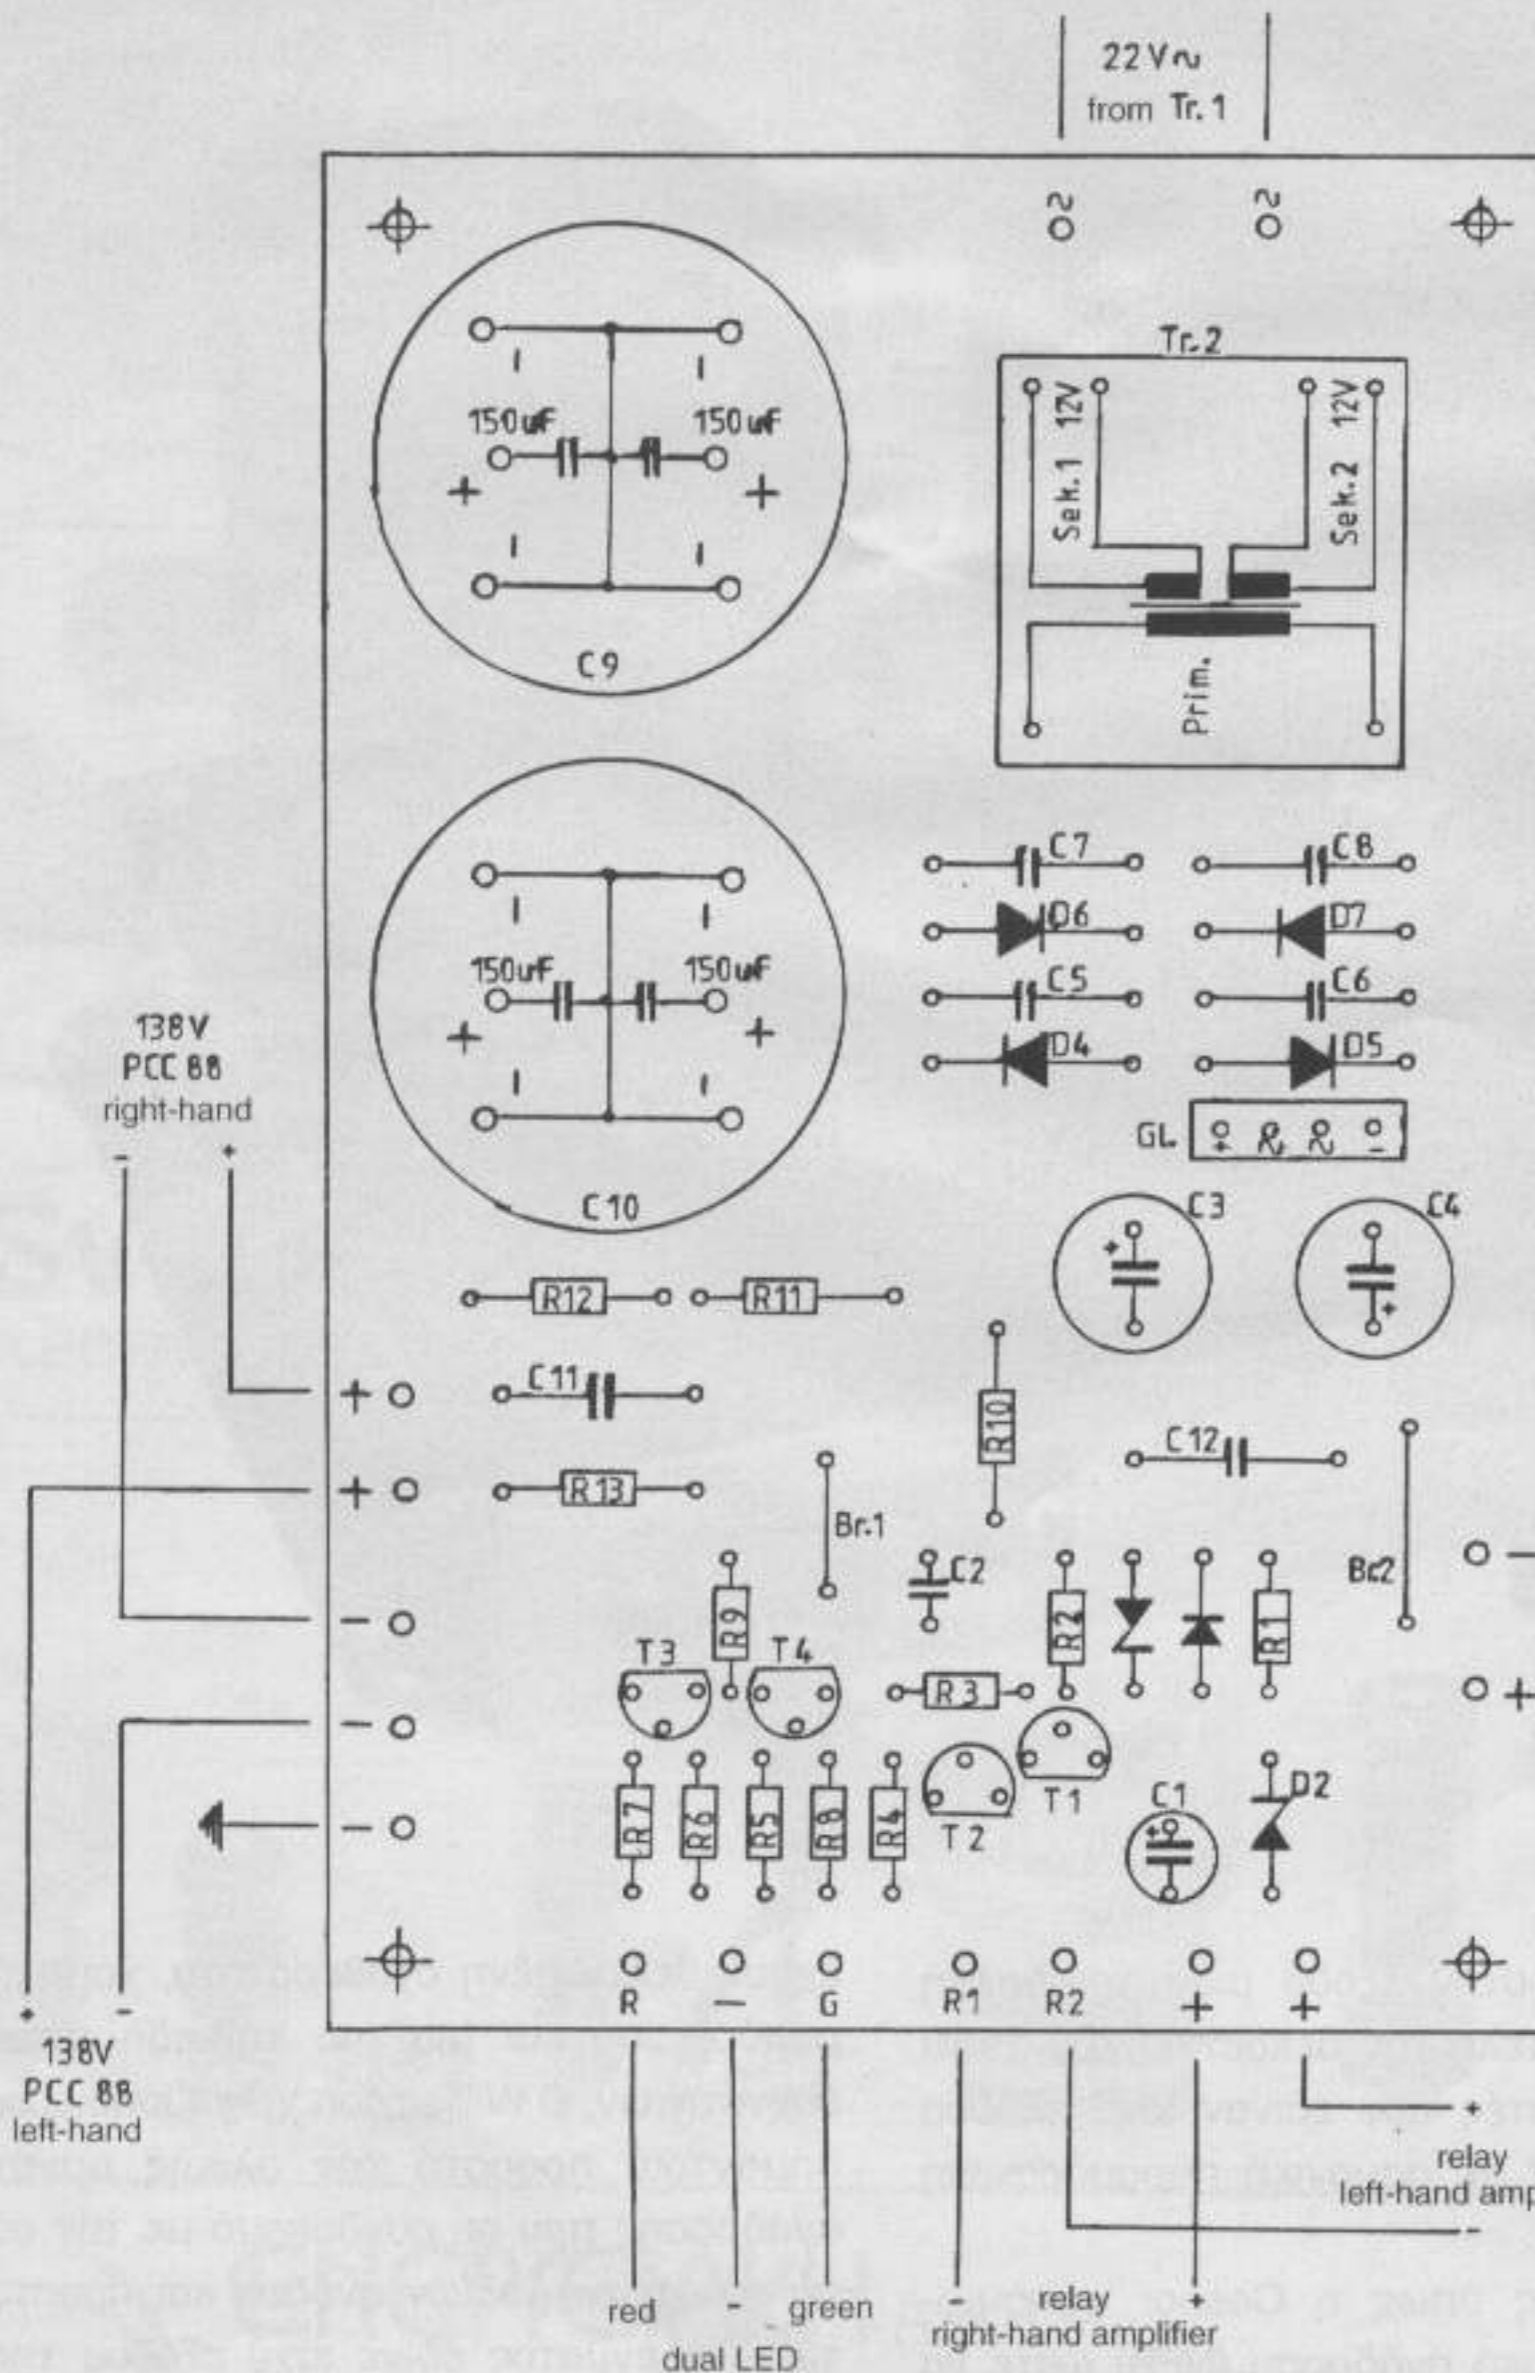 22 V~
from Tr. 1
~
~
Tr. 2
Sek. 1 12V
Sek. 2 12V
Prim.
-
-
150uF
150uF
+
+
-
-
C9
-
-
150uF
150uF
+
+
-
-
C10
C7
C8
D6
D7
C5
C6
D4
D5
GL.
+ ~ ~ -
C3
+
C4
+
138V
PCC 88
right-hand
-
+
R12
R11
+
C11
R10
C12
+
R13
Br.1
Br.2
-
C2
R9
R2
R1
-
T3
T4
R3
+
-
T1
T2
C1
+
D2
-
R7
R6
R5
R8
R4
R
-
G
R1
R2
+
+
+
-
138V
PCC 88
left-hand
+
relay
left-hand amp
-
red
-
green
dual LED
-
relay
+
right-hand amplifier